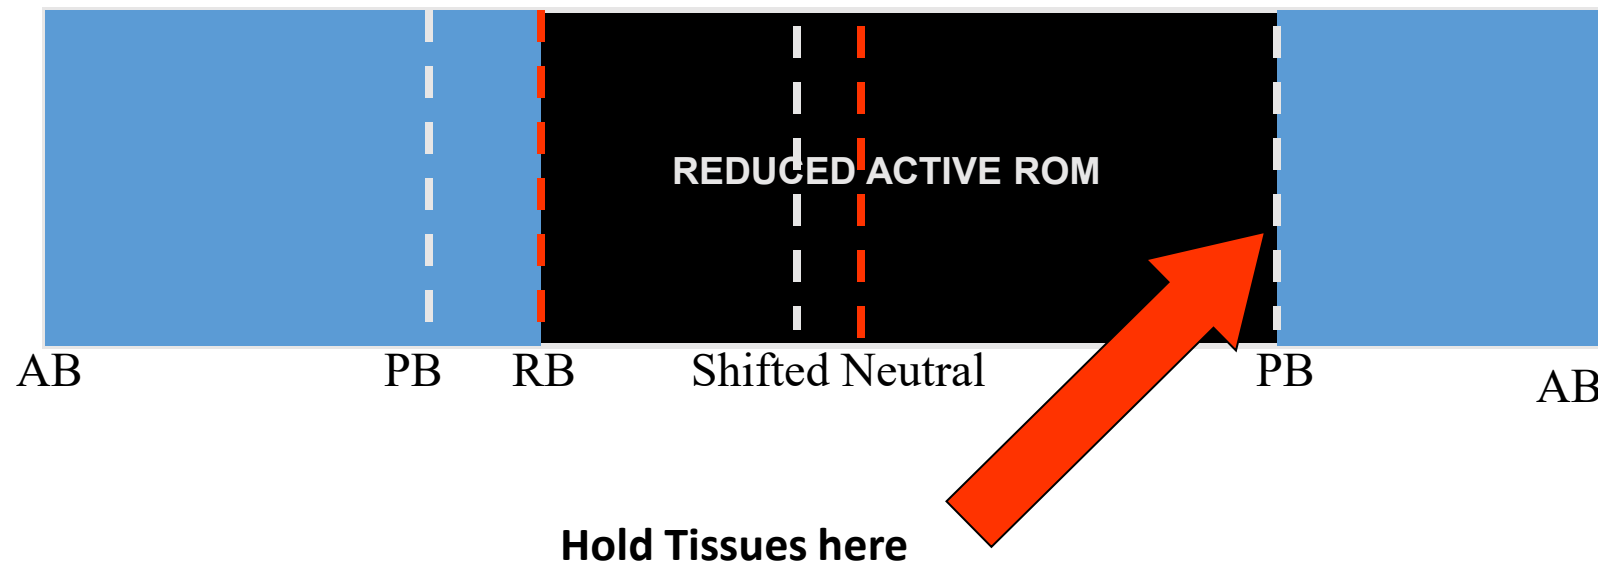 REDUCED ACTIVE ROM
AB PB RB Shifted Neutral PB AB
Hold Tissues here